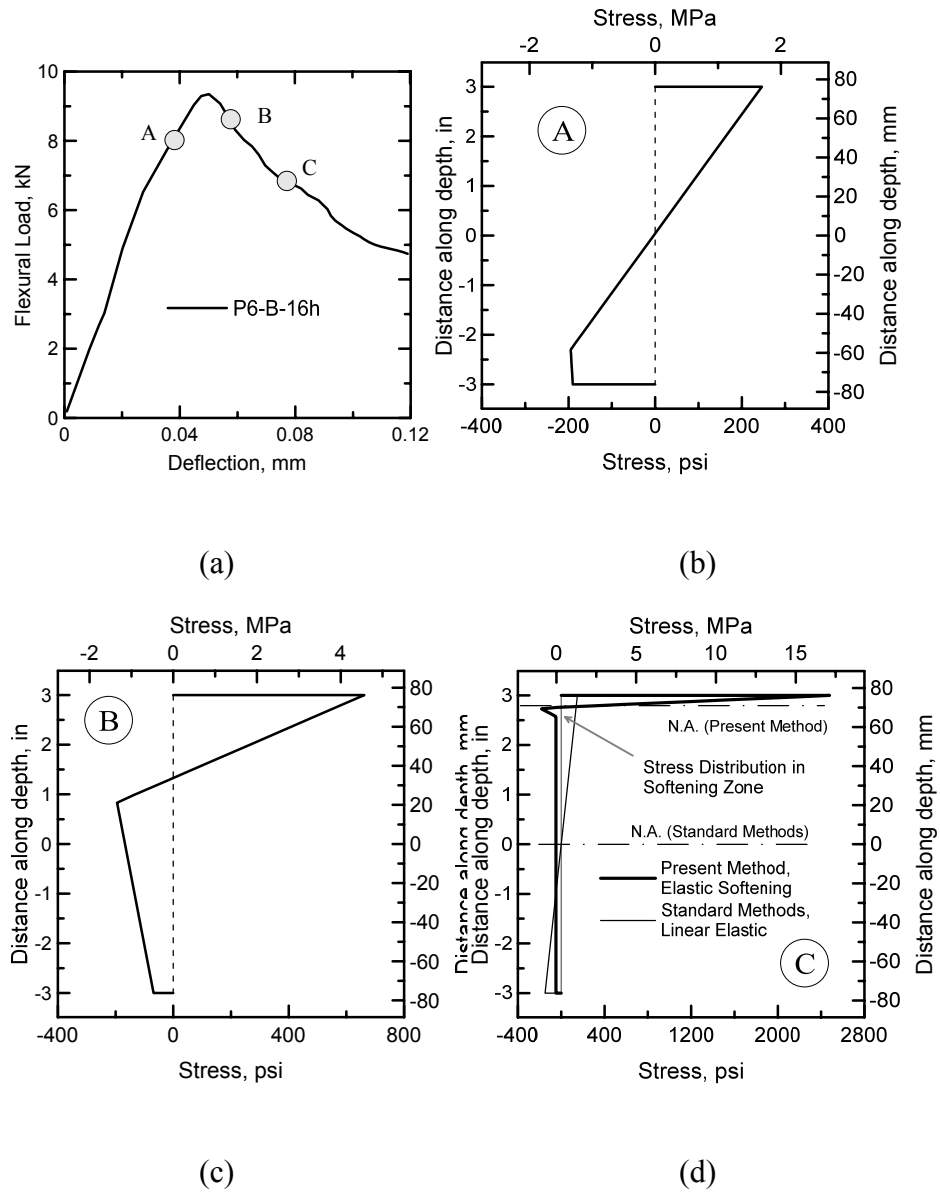 10
8
6
4
2
0
Flexural Load, kN
A
B
C
P6-B-16h
0
0.04
0.08
0.12
Deflection, mm
(a)
Stress, MPa
-2
0
2
3
2
1
0
-1
-2
-3
Distance along depth, in
A
80
60
40
20
0
-20
-40
-60
-80
Distance along depth, mm
-400
-200
0
200
400
Stress, psi
(b)
Stress, MPa
-2
0
2
4
3
2
1
0
-1
-2
-3
Distance along depth, in
B
80
60
40
20
0
-20
-40
-60
-80
Distance along depth, mm
-400
0
400
800
Stress, psi
(c)
Stress, MPa
0
5
10
15
3
2
1
0
-1
-2
-3
Distance along depth, in
N.A. (Present Method)
Stress Distribution in
Softening Zone
N.A. (Standard Methods)
Present Method,
Elastic Softening
Standard Methods,
Linear Elastic
C
80
60
40
20
0
-20
-40
-60
-80
Distance along depth, mm
-400
400
1200
2000
2800
Stress, psi
(d)